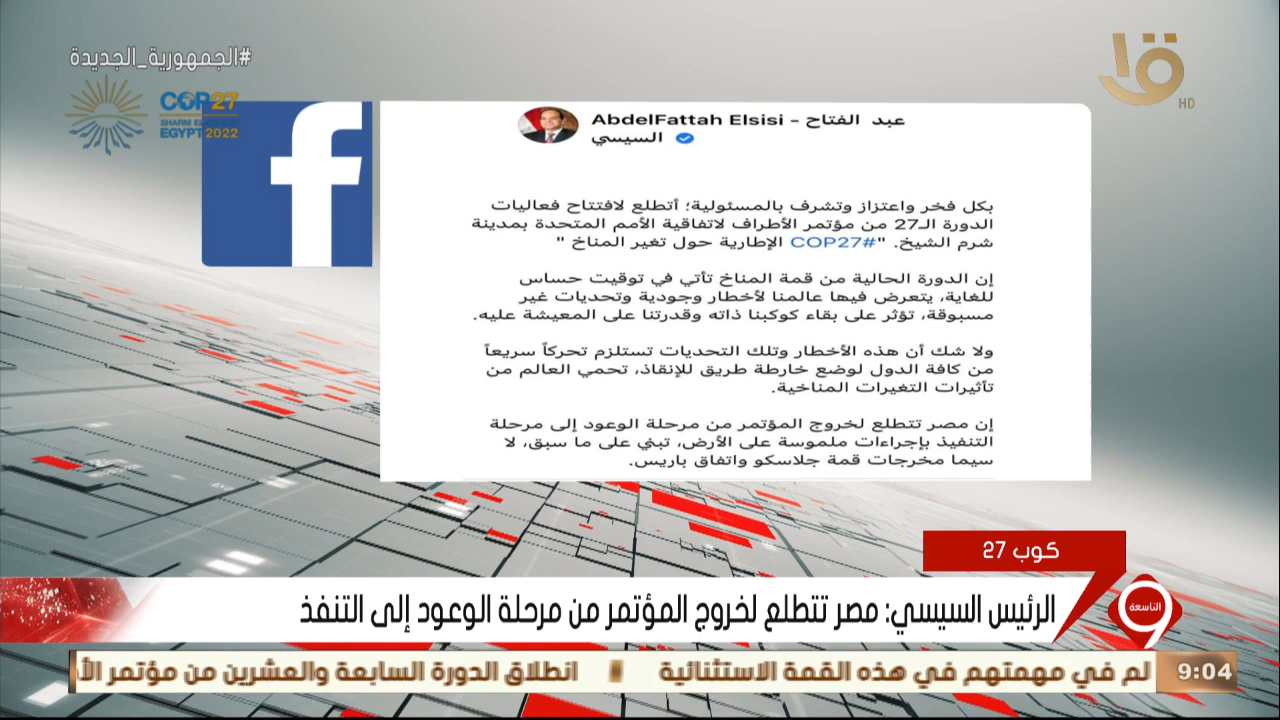 #الجمهورية_الجديدة
COP27
EGYPT 2022
HD
AbdelFattah Elsisi - عبد الفتاح
السيسي
بكل فخر واعتزاز وتشرف بالمسئولية؛ أتطلع لافتتاح فعاليات
الدورة الـ27 من مؤتمر الأطراف لاتفاقية الأمم المتحدة بمدينة
شرم الشيخ. "#COP27 الإطارية حول تغير المناخ "
إن الدورة الحالية من قمة المناخ تأتي في توقيت حساس
للغاية، يتعرض فيها عالمنا لأخطار وجودية وتحديات غير
مسبوقة، تؤثر على بقاء كوكبنا ذاته وقدرتنا على المعيشة عليه.
ولا شك أن هذه الأخطار وتلك التحديات تستلزم تحركاً سريعاً
من كافة الدول لوضع خارطة طريق للإنقاذ، تحمي العالم من
تأثيرات التغيرات المناخية.
إن مصر تتطلع لخروج المؤتمر من مرحلة الوعود إلى مرحلة
التنفيذ بإجراءات ملموسة على الأرض، تبني على ما سبق، لا
سيما مخرجات قمة جلاسكو واتفاق باريس.
كوب 27
الرئيس السيسي: مصر تتطلع لخروج المؤتمر من مرحلة الوعود إلى التنفذ
التاسعة
9:04
لم في مهمتهم في هذه القمة الاستثنائية
انطلاق الدورة السابعة والعشرين من مؤتمر الأ